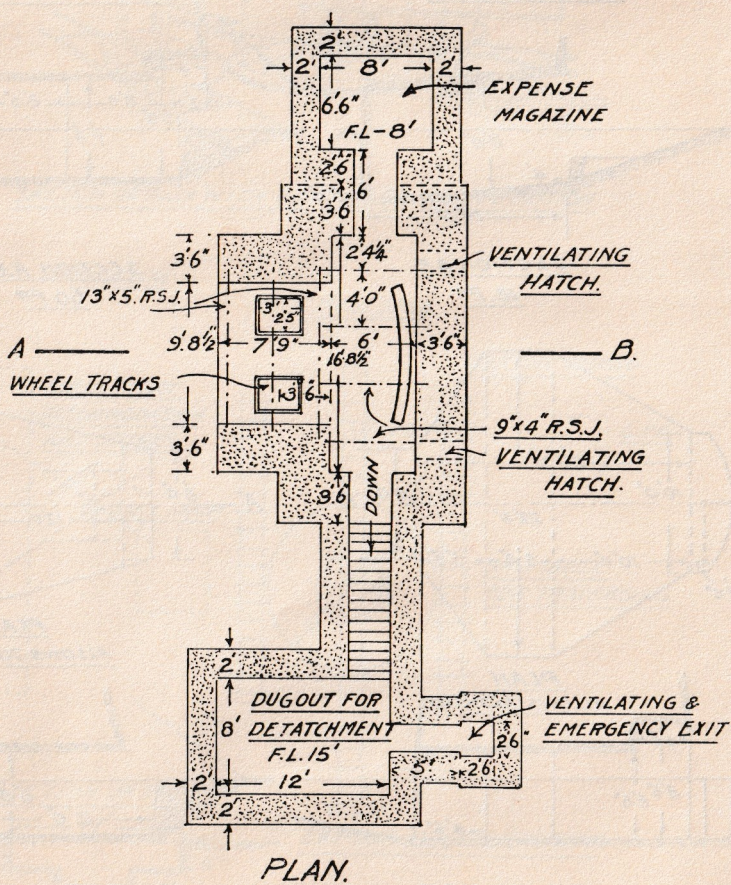 2'
2' 8' 2'
EXPENSE
MAGAZINE
6'6"
F.L-8'
2'6
6'
3'6
2'4¼"
3'6"
VENTILATING
HATCH.
13"X5" R.S.J.
4'0"
3'
2'5"
A
9'8½"
7'9"
6'
3'6"
B.
16'8½"
WHEEL TRACKS
3'6"
9"X4" R.S.J.
VENTILATING
HATCH.
3'6"
3'6"
DOWN
2'
DUGOUT FOR
DETATCHMENT
F.L. 15'
8'
VENTILATING &
EMERGENCY EXIT
2'6"
2' 12'
5' 2'6
2'
PLAN.